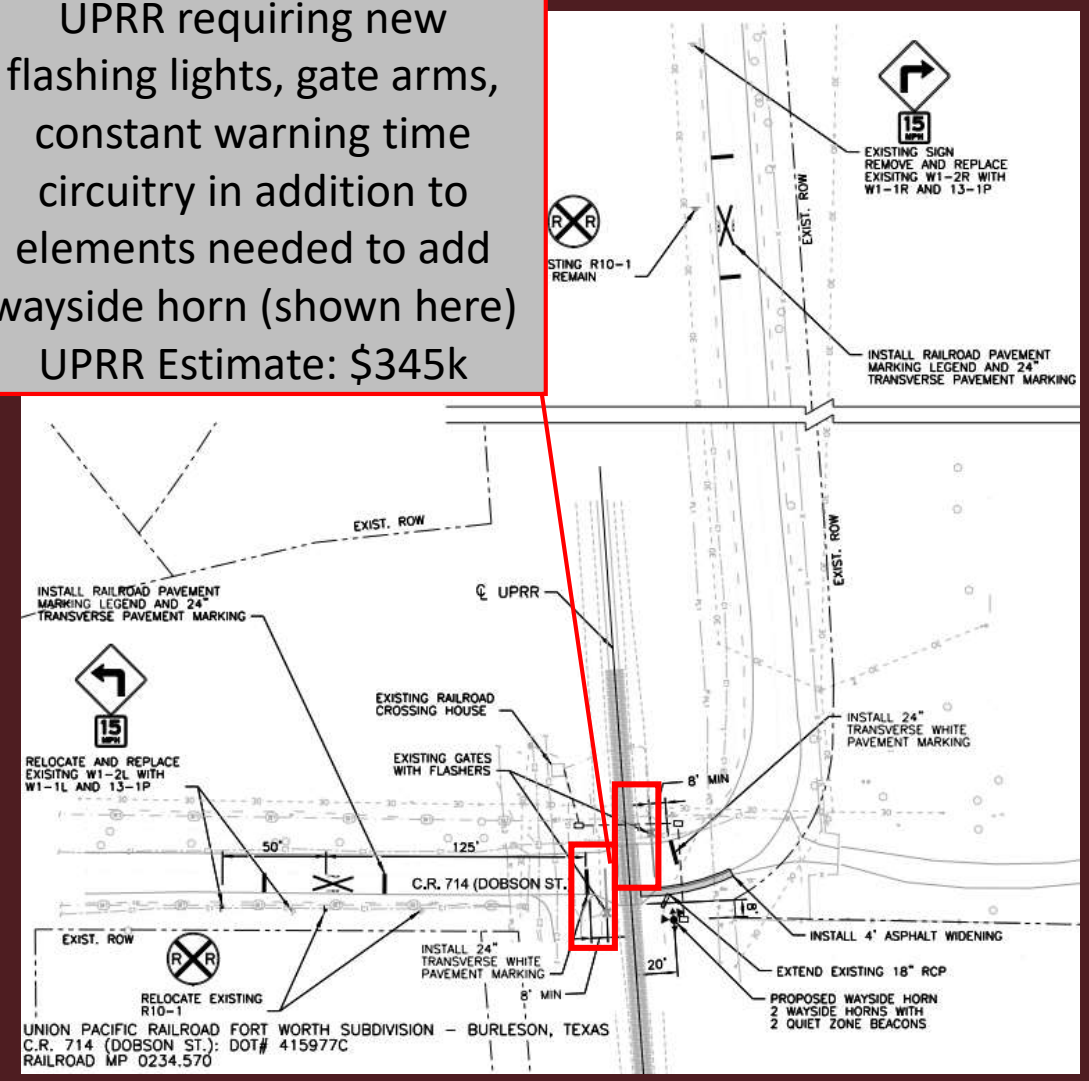 UPRR requiring new
flashing lights, gate arms,
constant warning time
circuitry in addition to
elements needed to add
wayside horn (shown here)
UPRR Estimate: $345k
15
MPH
EXISTING SIGN
REMOVE AND REPLACE
EXISITNG W1-2R WITH
W1-1R AND 13-1P
EXIST. ROW
R R
STING R10-1
REMAIN
INSTALL RAILROAD PAVEMENT
MARKING LEGEND AND 24"
TRANSVERSE PAVEMENT MARKING
EXIST. ROW
EXIST. ROW
INSTALL RAILROAD PAVEMENT
MARKING LEGEND AND 24"
TRANSVERSE PAVEMENT MARKING
℄ UPRR
15
MPH
EXISTING RAILROAD
CROSSING HOUSE
INSTALL 24"
TRANSVERSE WHITE
PAVEMENT MARKING
EXISTING GATES
WITH FLASHERS
8' MIN
RELOCATE AND REPLACE
EXISITNG W1-2L WITH
W1-1L AND 13-1P
50'
125'
C.R. 714 (DOBSON ST.
8'
EXIST. ROW
INSTALL 4' ASPHALT WIDENING
R R
INSTALL 24"
TRANSVERSE WHITE
PAVEMENT MARKING
20'
EXTEND EXISTING 18" RCP
8' MIN
RELOCATE EXISTING
R10-1
PROPOSED WAYSIDE HORN
2 WAYSIDE HORNS WITH
2 QUIET ZONE BEACONS
UNION PACIFIC RAILROAD FORT WORTH SUBDIVISION - BURLESON, TEXAS
C.R. 714 (DOBSON ST.): DOT# 415977C
RAILROAD MP 0234.570